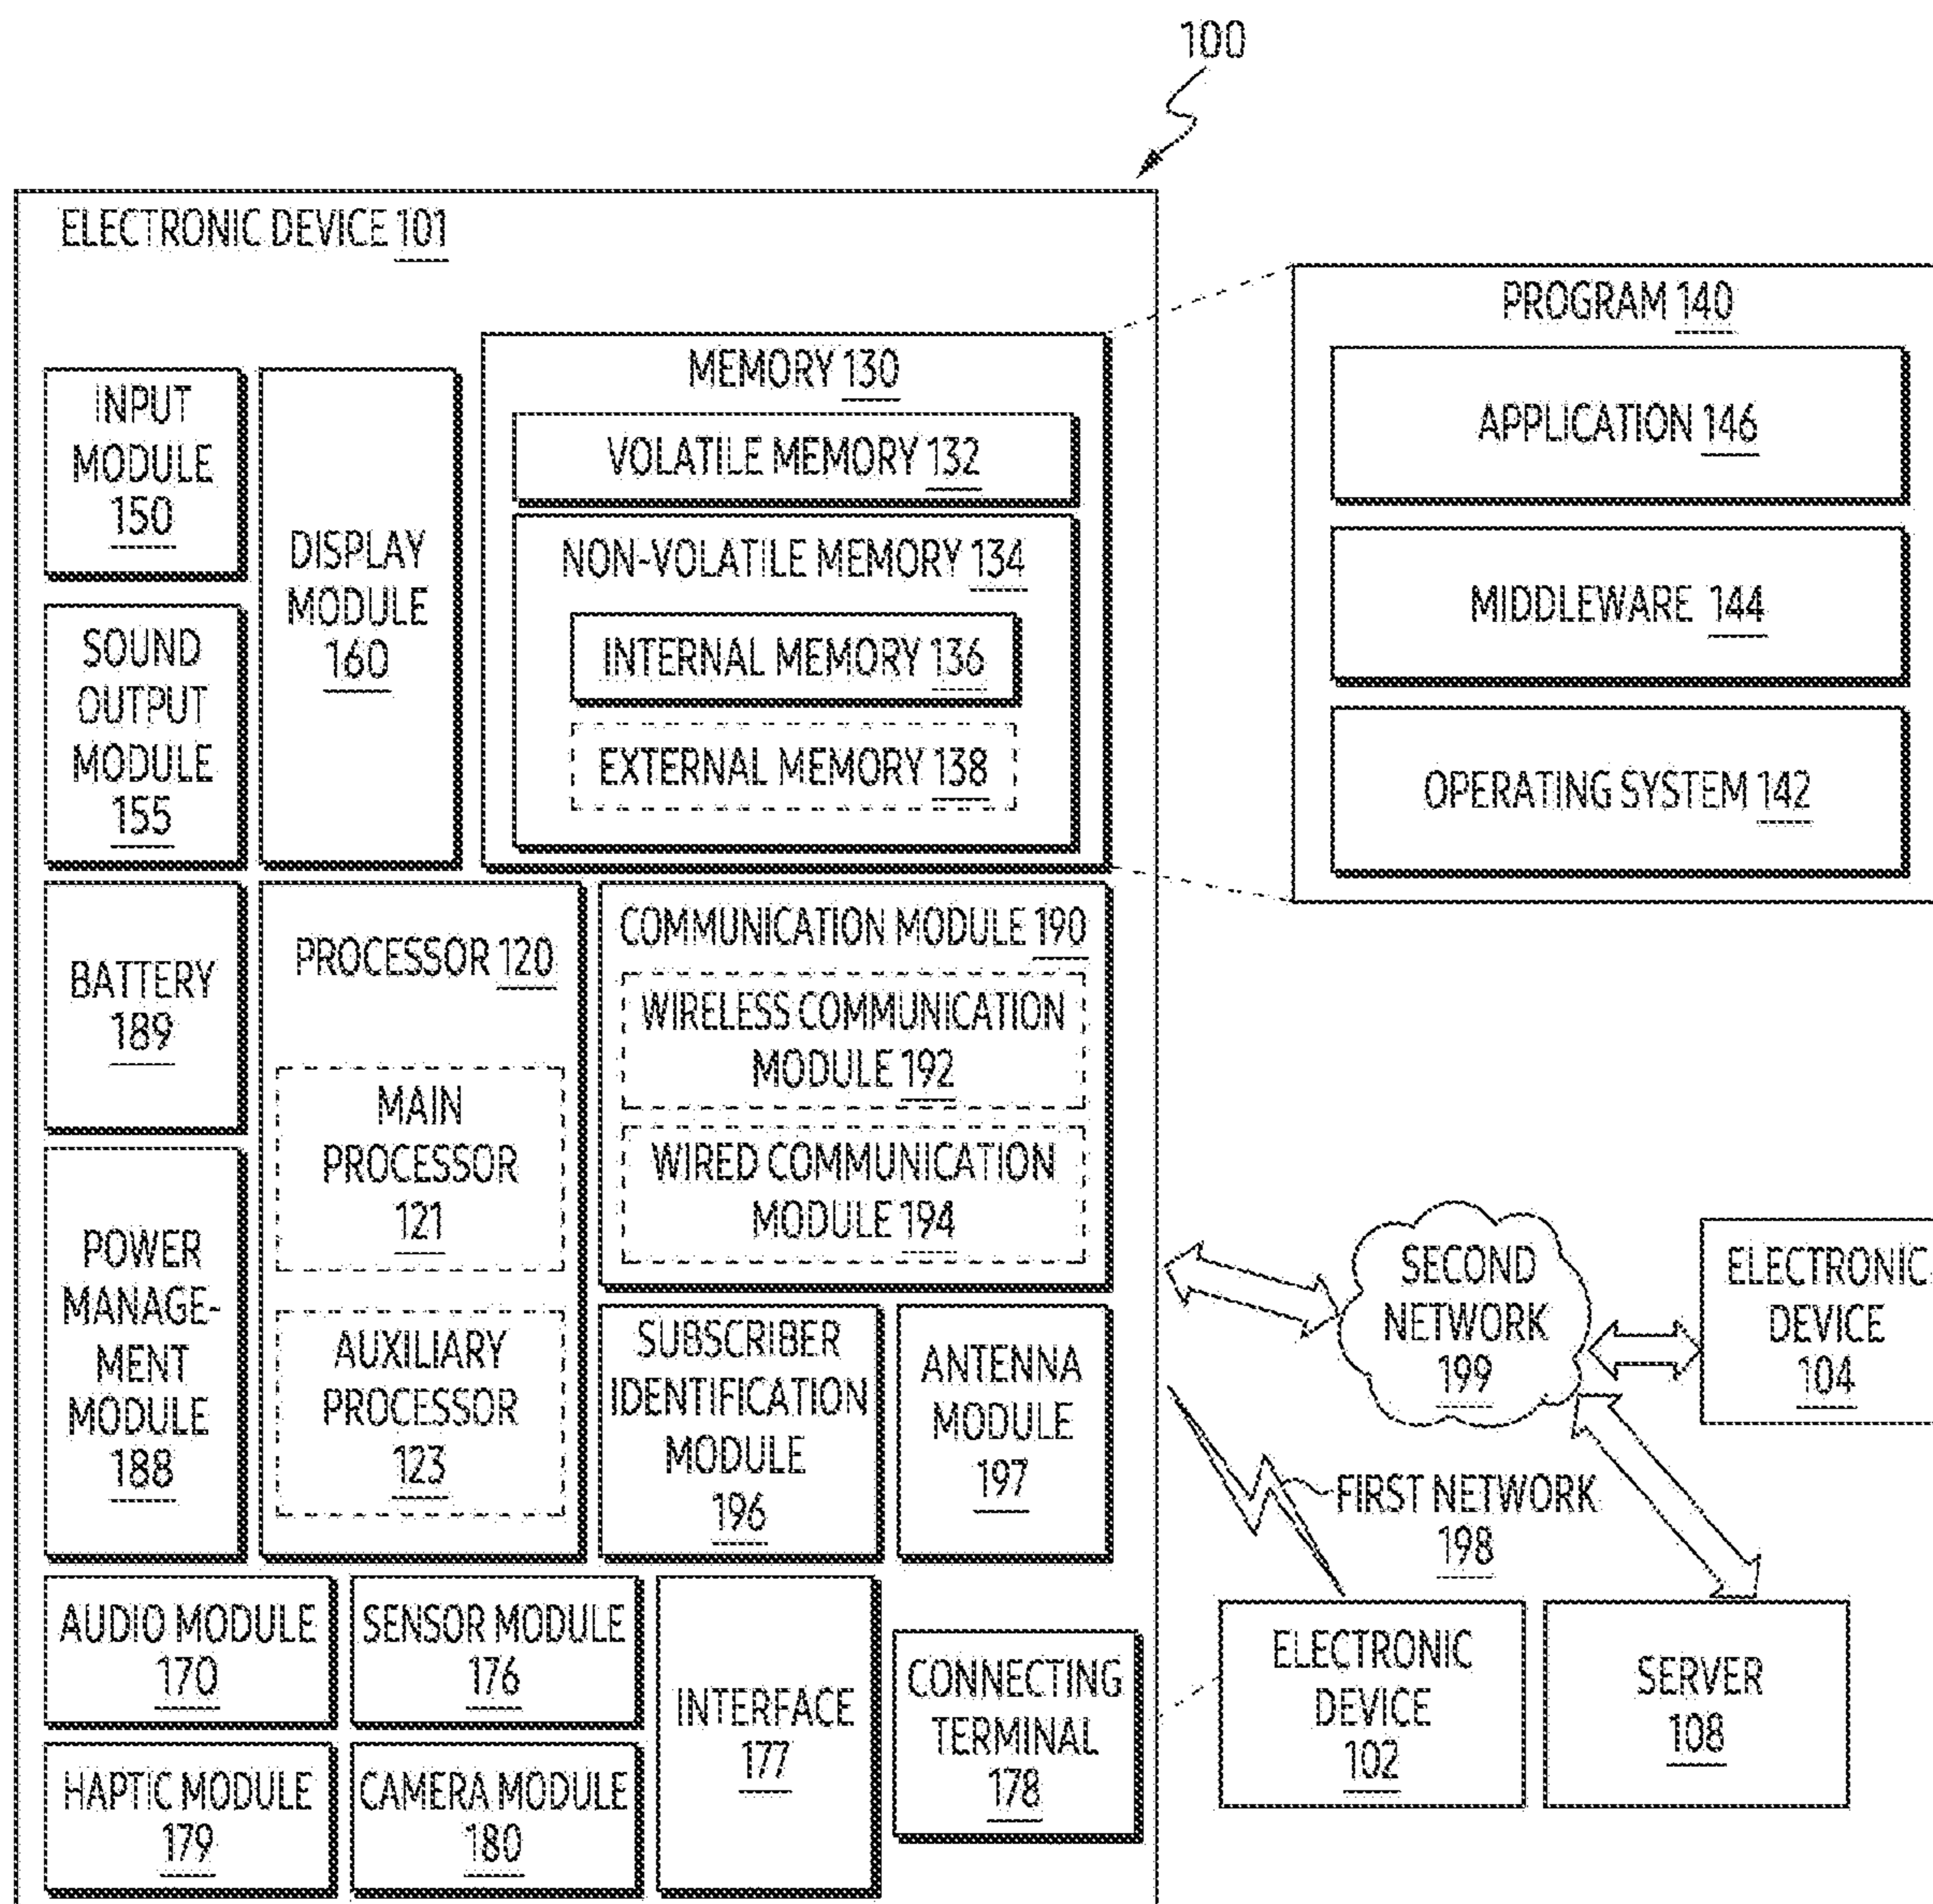 100
ELECTRONIC DEVICE 101
PROGRAM 140
APPLICATION 146
MIDDLEWARE 144
OPERATING SYSTEM 142
INPUT
MODULE
150
SOUND
OUTPUT
MODULE
155
DISPLAY
MODULE
160
MEMORY 130
VOLATILE MEMORY 132
NON-VOLATILE MEMORY 134
INTERNAL MEMORY 136
EXTERNAL MEMORY 138
BATTERY
189
POWER
MANAGE-
MENT
MODULE
188
PROCESSOR 120
MAIN
PROCESSOR
121
AUXILIARY
PROCESSOR
123
COMMUNICATION MODULE 190
WIRELESS COMMUNICATION
MODULE 192
WIRED COMMUNICATION
MODULE 194
SUBSCRIBER
IDENTIFICATION
MODULE
196
ANTENNA
MODULE
197
AUDIO MODULE
170
SENSOR MODULE
176
HAPTIC MODULE
179
CAMERA MODULE
180
INTERFACE
177
CONNECTING
TERMINAL
178
SECOND
NETWORK
199
ELECTRONIC
DEVICE
104
FIRST NETWORK
198
ELECTRONIC
DEVICE
102
SERVER
108